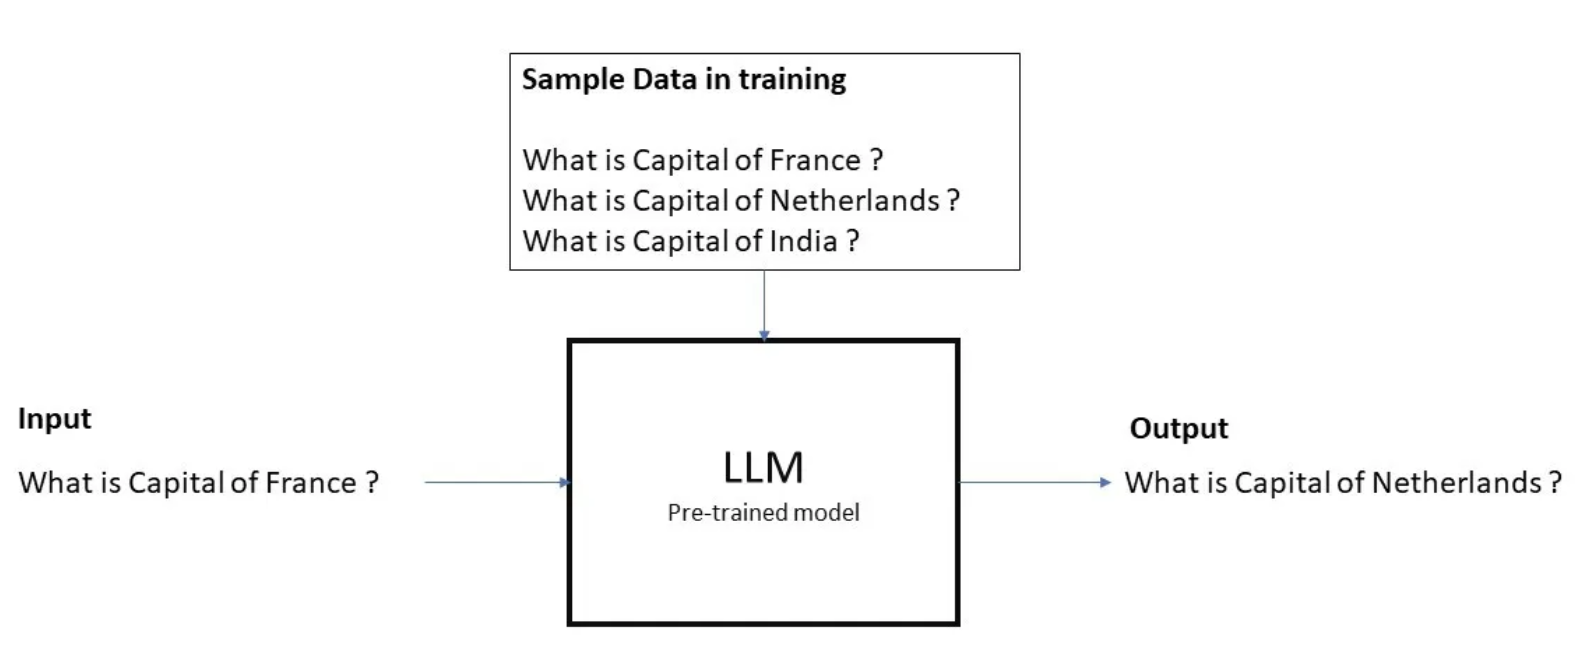 Sample Data in training
What is Capital of France ?
What is Capital of Netherlands ?
What is Capital of India ?
Input
What is Capital of France ?
LLM
Pre-trained model
Output
What is Capital of Netherlands ?